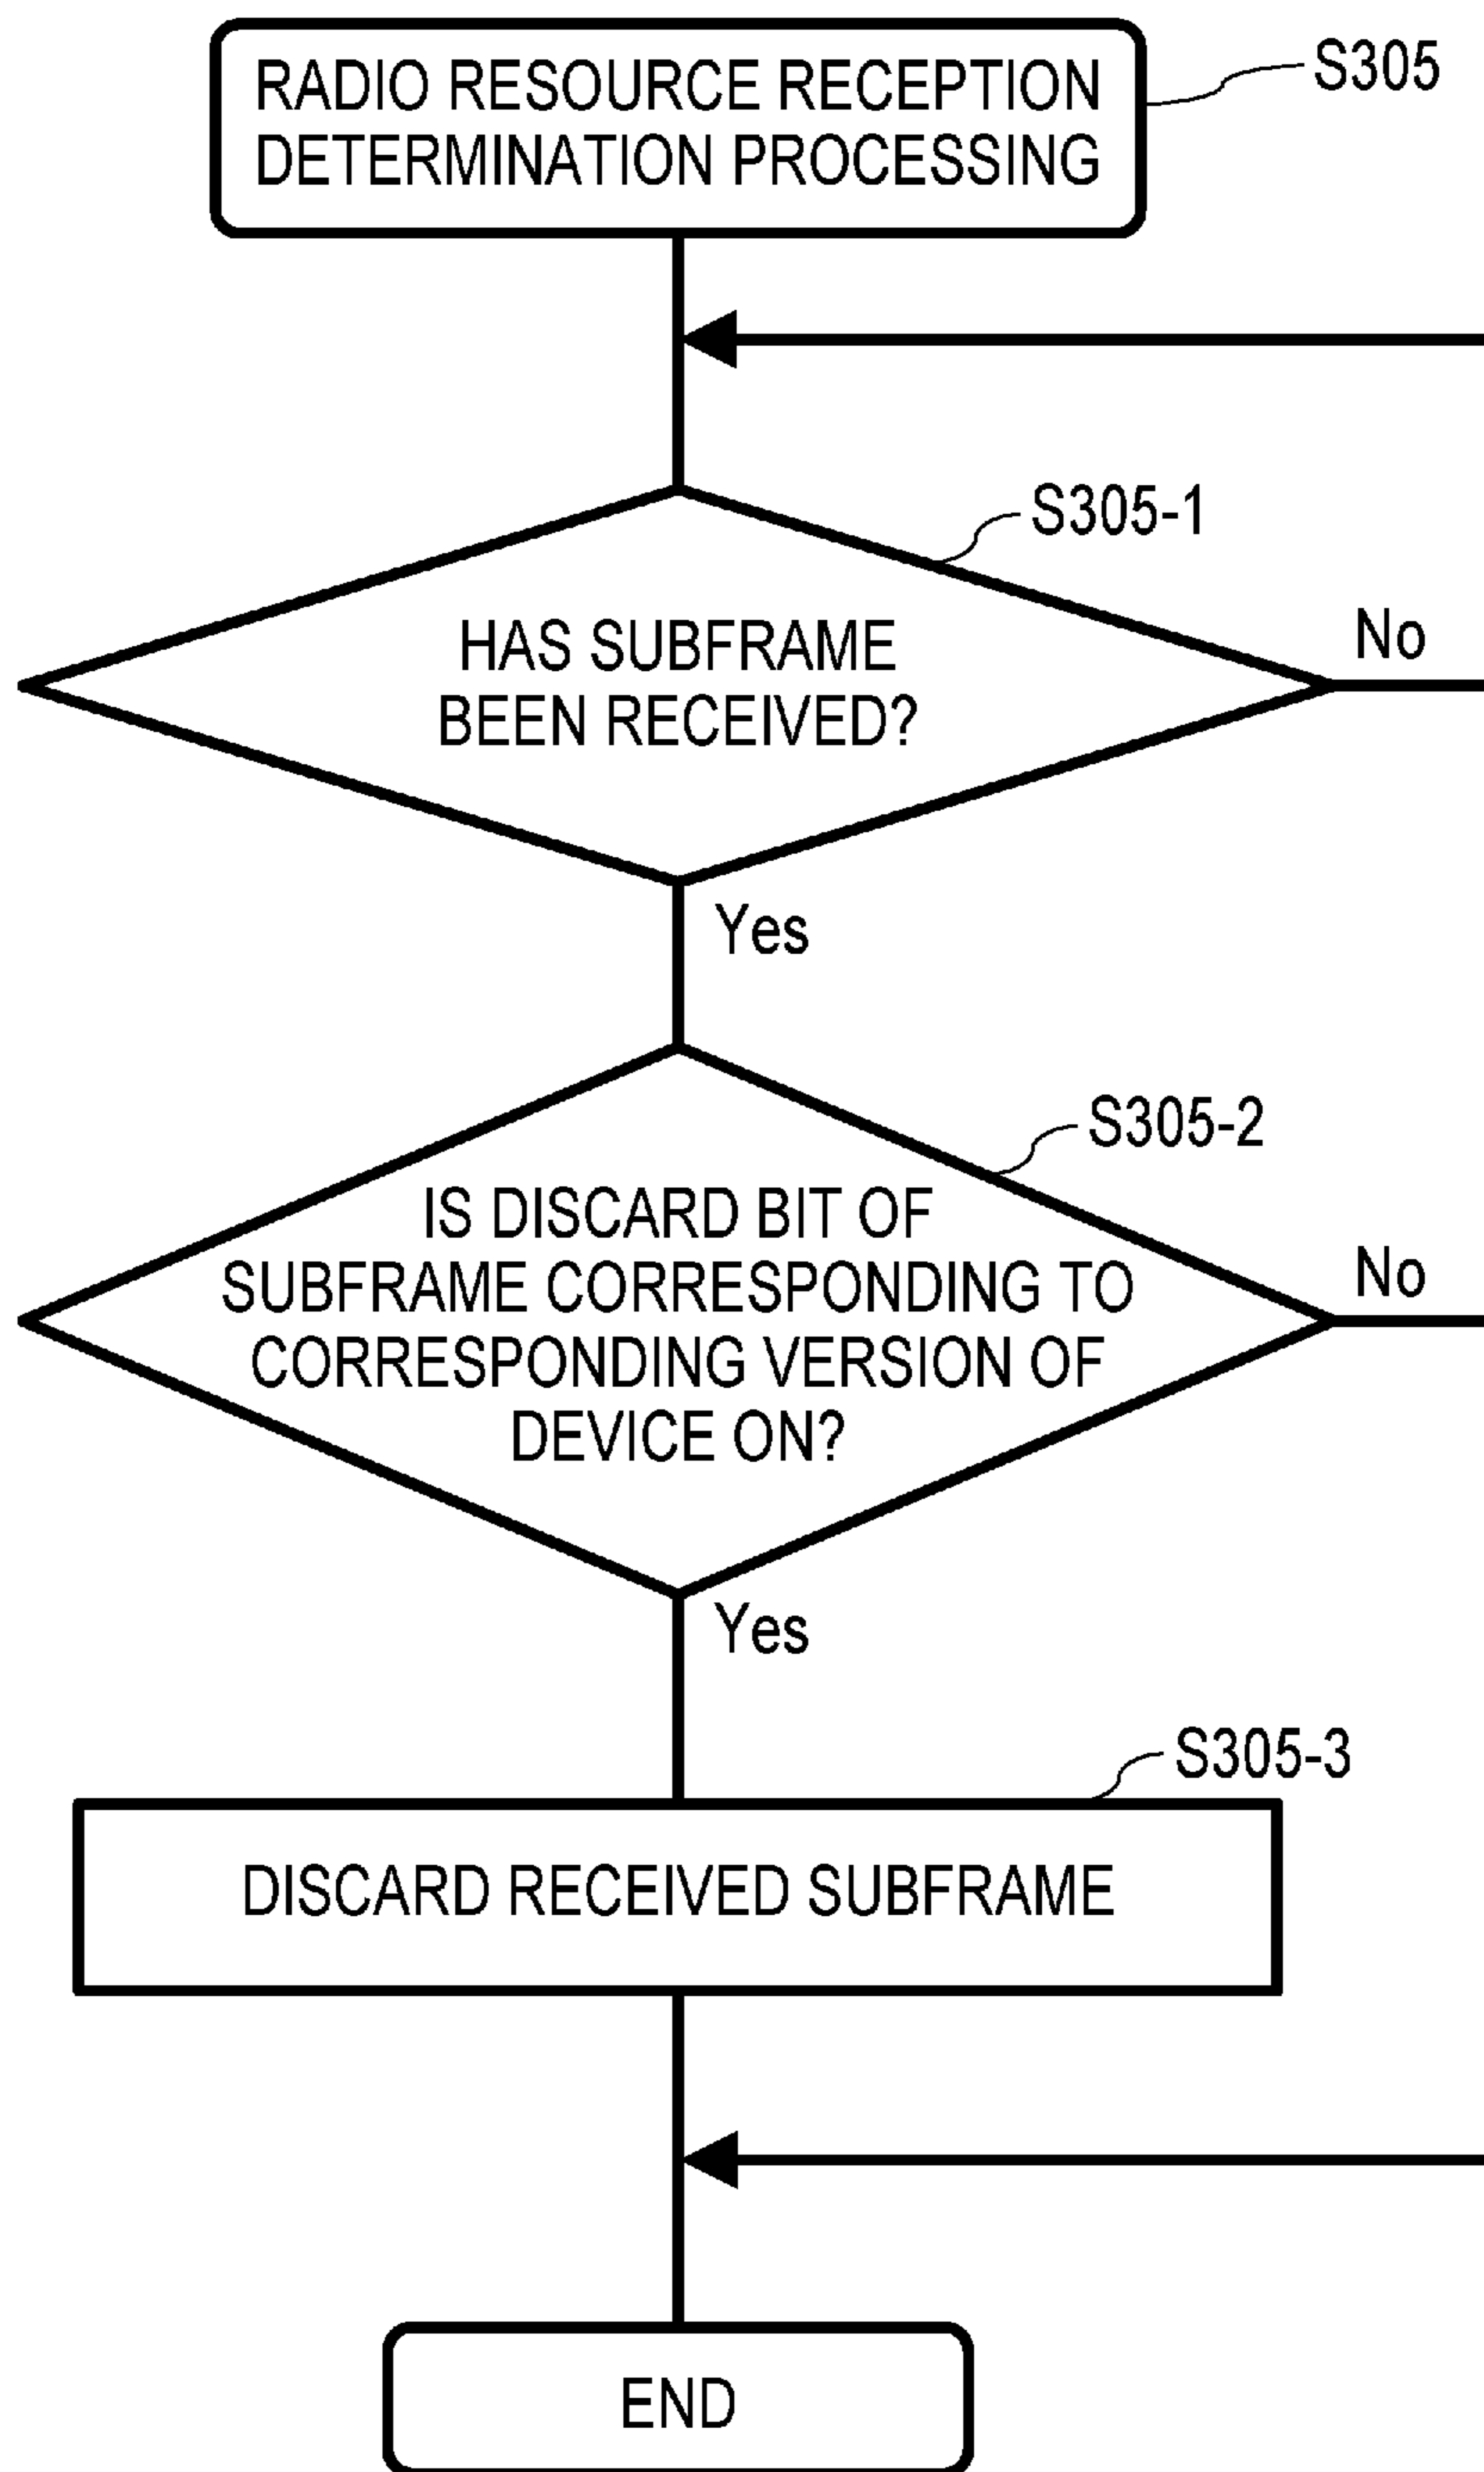 RADIO RESOURCE RECEPTION
DETERMINATION PROCESSING
S305
S305-1
HAS SUBFRAME
BEEN RECEIVED?
No
Yes
S305-2
IS DISCARD BIT OF
SUBFRAME CORRESPONDING TO
CORRESPONDING VERSION OF
DEVICE ON?
No
Yes
S305-3
DISCARD RECEIVED SUBFRAME
END